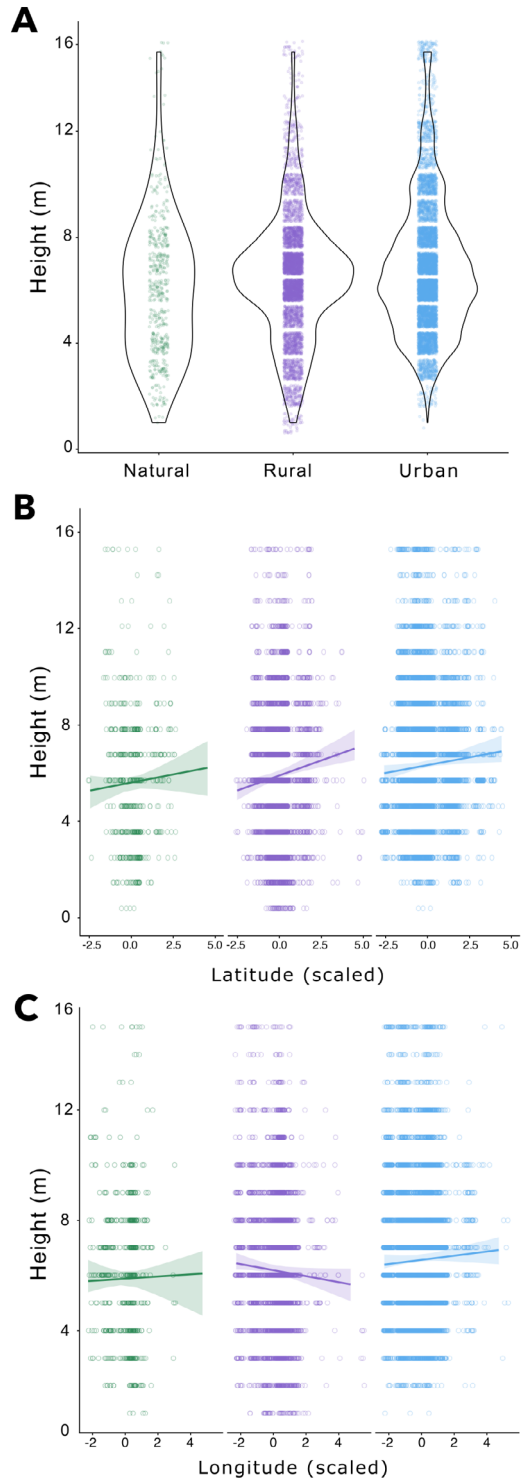 A
Height (m)
16
12
8
4
0
Natural Rural Urban
B
Height (m)
16
12
8
4
0
-2.5 0.0 2.5 5.0 -2.5 0.0 2.5 5.0 -2.5 0.0 2.5 5.0
Latitude (scaled)
C
Height (m)
16
12
8
4
0
-2 0 2 4 -2 0 2 4 -2 0 2 4
Longitude (scaled)